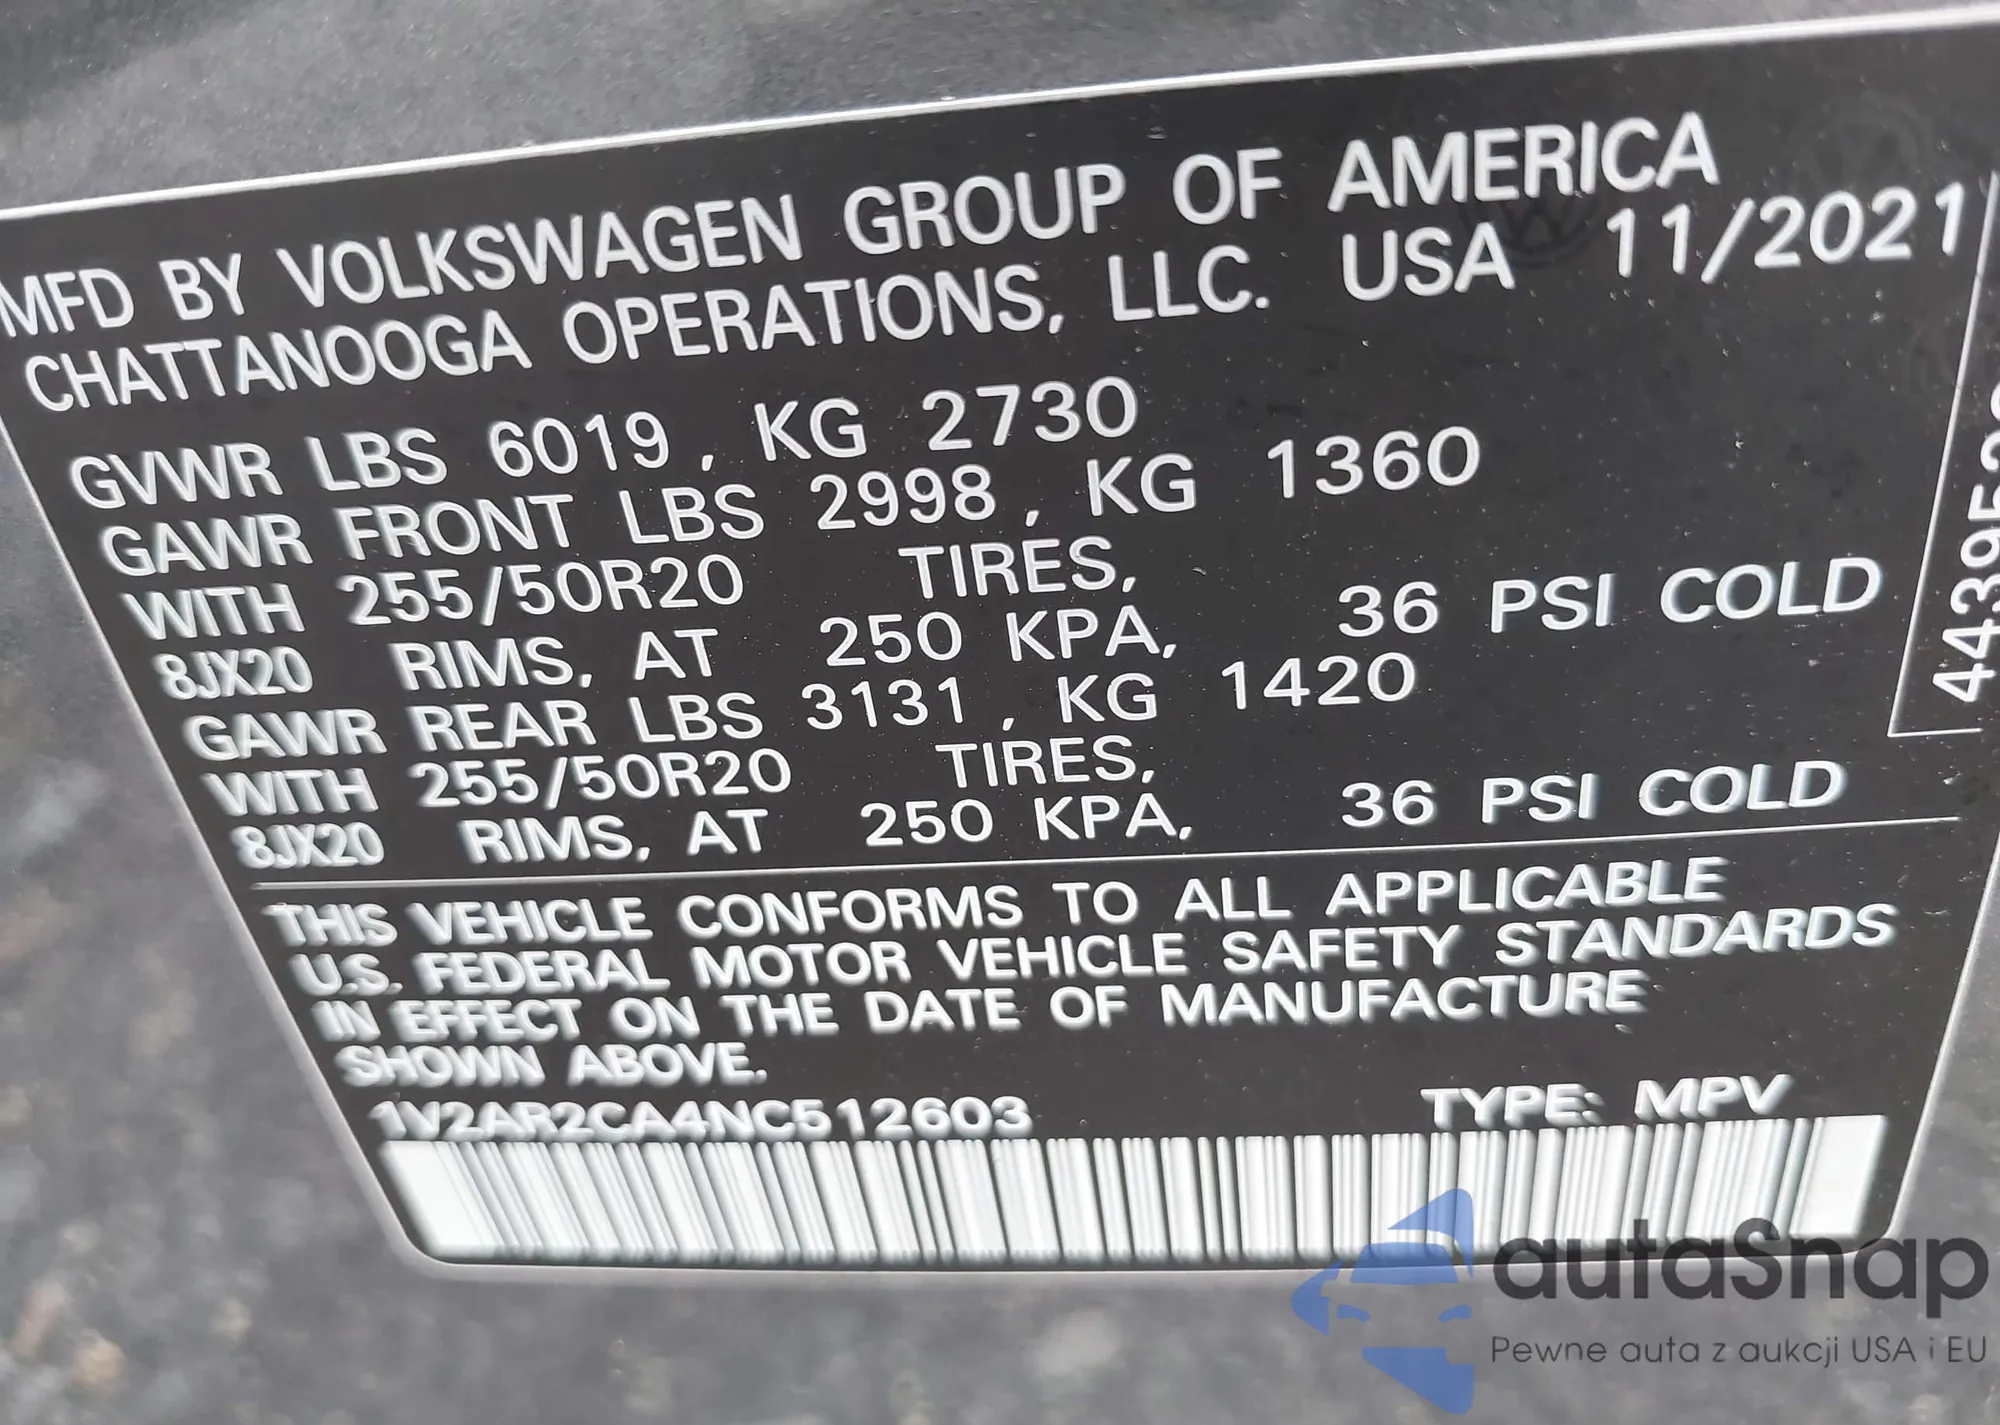 MFD BY VOLKSWAGEN GROUP OF AMERICA
CHATTANOOGA OPERATIONS, LLC. USA 11/2021
GVWR LBS 6019, KG 2730
GAWR FRONT LBS 2998, KG 1360
WITH 255/50R20 TIRES,
8JX20 RIMS, AT 250 KPA, 36 PSI COLD
GAWR REAR LBS 3131, KG 1420
WITH 255/50R20 TIRES,
8JX20 RIMS, AT 250 KPA, 36 PSI COLD
THIS VEHICLE CONFORMS TO ALL APPLICABLE
U.S. FEDERAL MOTOR VEHICLE SAFETY STANDARDS
IN EFFECT ON THE DATE OF MANUFACTURE
SHOWN ABOVE.
1V2AR2CA4NC512603 TYPE: MPV
autaSnap
Pewne auta z aukcji USA i EU